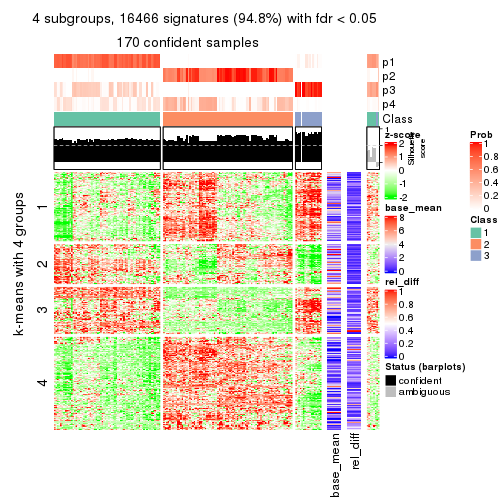 4 subgroups, 16466 signatures (94.8%) with fdr < 0.05
170 confident samples
p1
p2
p3
p4
Class
1
0
Silhouette
score
k-means with 4 groups
1
2
3
4
base_mean
rel_diff
z-score
2
1
0
-1
-2
base_mean
8
6
4
2
0
rel_diff
1
0.8
0.6
0.4
0.2
0
Status (barplots)
confident
ambiguous
Prob
1
0.8
0.6
0.4
0.2
0
Class
1
2
3